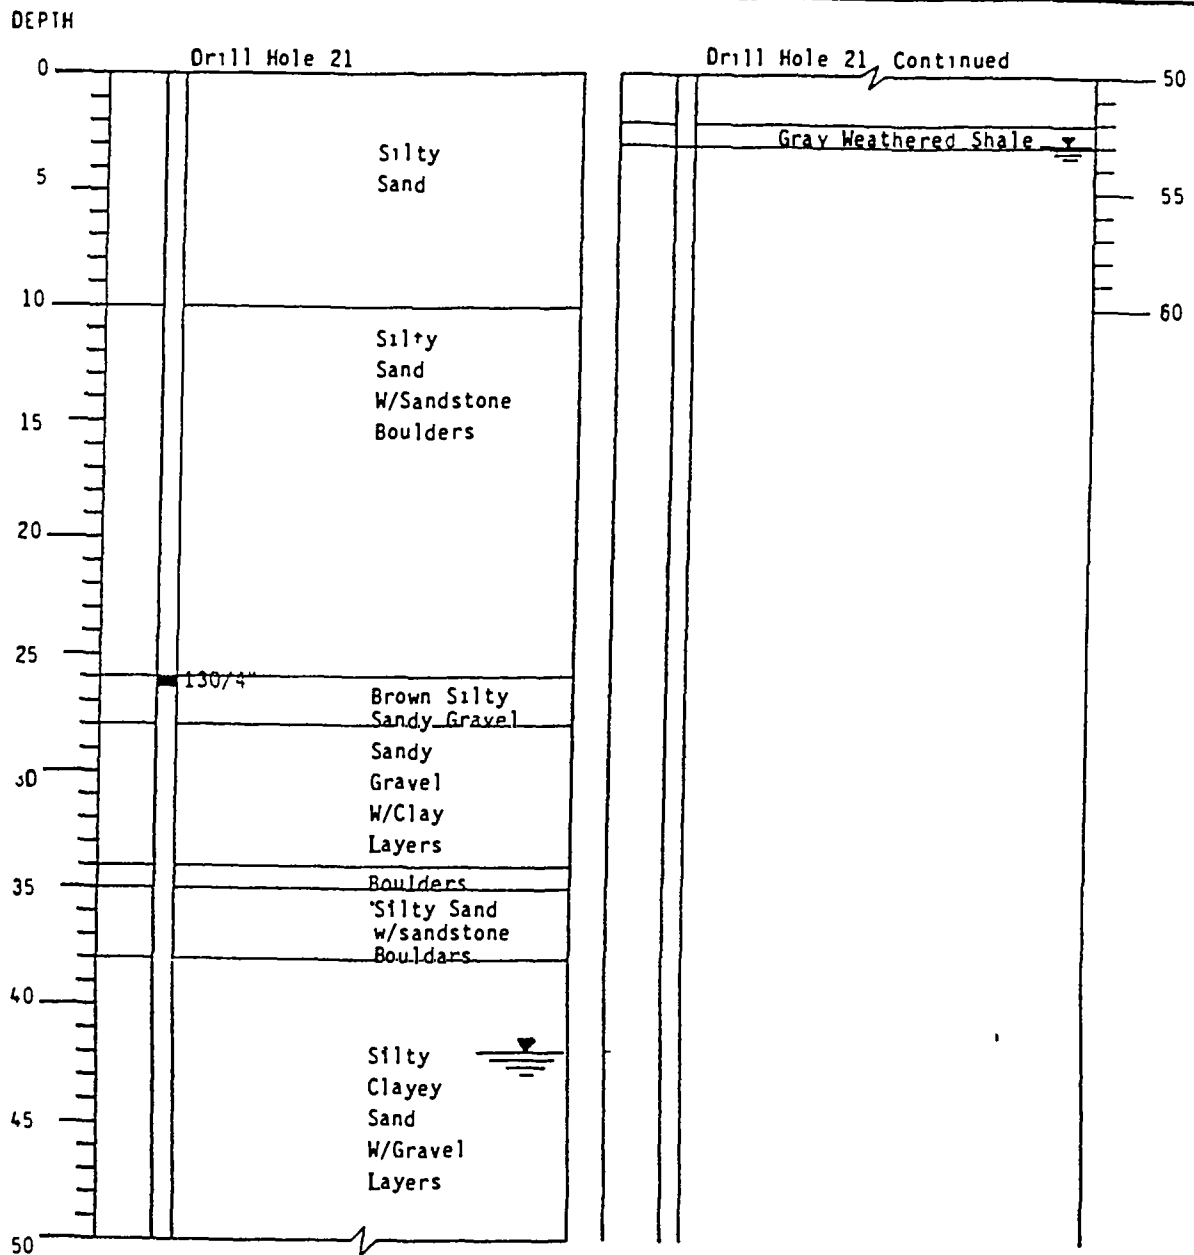 DEPTH
Drill Hole 21
0
5
10
15
20
25
30
35
40
45
50
Silty
Sand
Silty
Sand
W/Sandstone
Boulders
130/4"
Brown Silty
Sandy Gravel
Sandy
Gravel
W/Clay
Layers
Boulders
Silty Sand
w/sandstone
Bouldars
Silty
Clayey
Sand
W/Gravel
Layers
Drill Hole 21 Continued
50
Gray Weathered Shale
55
60